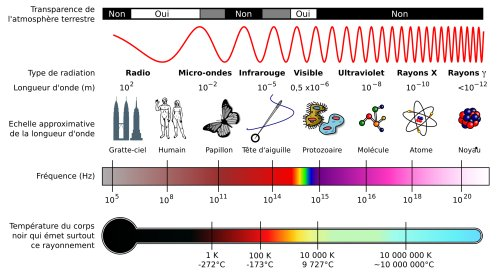 Transparence de
l'atmosphère terrestre
Non Oui Non Oui Non
Type de radiation Radio Micro-ondes Infrarouge Visible Ultraviolet Rayons X Rayons γ
Longueur d'onde (m) 10² 10⁻² 10⁻⁵ 0,5 x10⁻⁶ 10⁻⁸ 10⁻¹⁰ <10⁻¹²
Echelle approximative
de la longueur d'onde
Gratte-ciel Humain Papillon Tête d'aiguille Protozoaire Molécule Atome Noyau
Fréquence (Hz)
10⁵ 10⁸ 10¹¹ 10¹⁴ 10¹⁵ 10¹⁶ 10¹⁸ 10²⁰
Température du corps
noir qui émet surtout
ce rayonnement
1 K 100 K 10 000 K 10 000 000 K
-272°C -173°C 9 727°C ~10 000 000°C